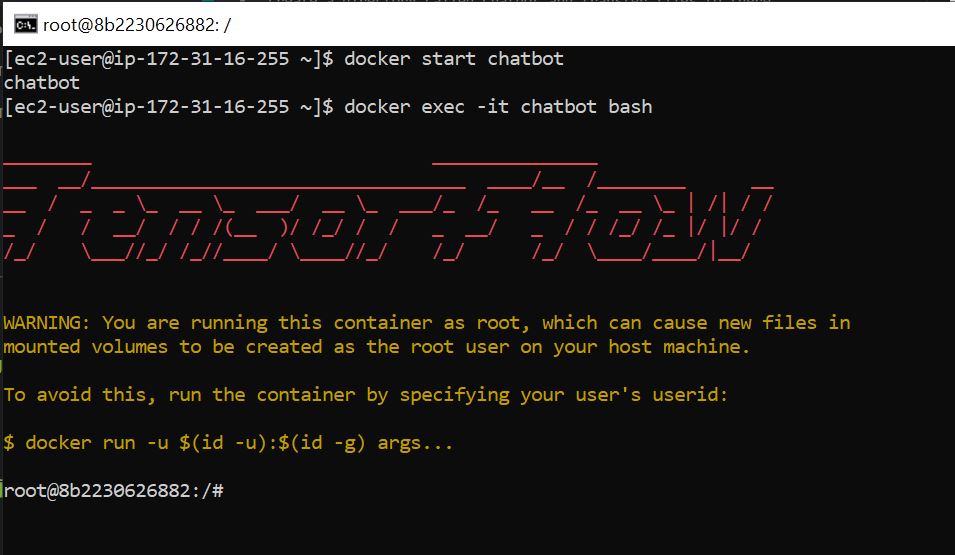 root@8b2230626882: /
[ec2-user@ip-172-31-16-255 ~]$ docker start chatbot
chatbot
[ec2-user@ip-172-31-16-255 ~]$ docker exec -it chatbot bash
TensorFlow
WARNING: You are running this container as root, which can cause new files in
mounted volumes to be created as the root user on your host machine.
To avoid this, run the container by specifying your user's userid:
$ docker run -u $(id -u):$(id -g) args...
root@8b2230626882:/#